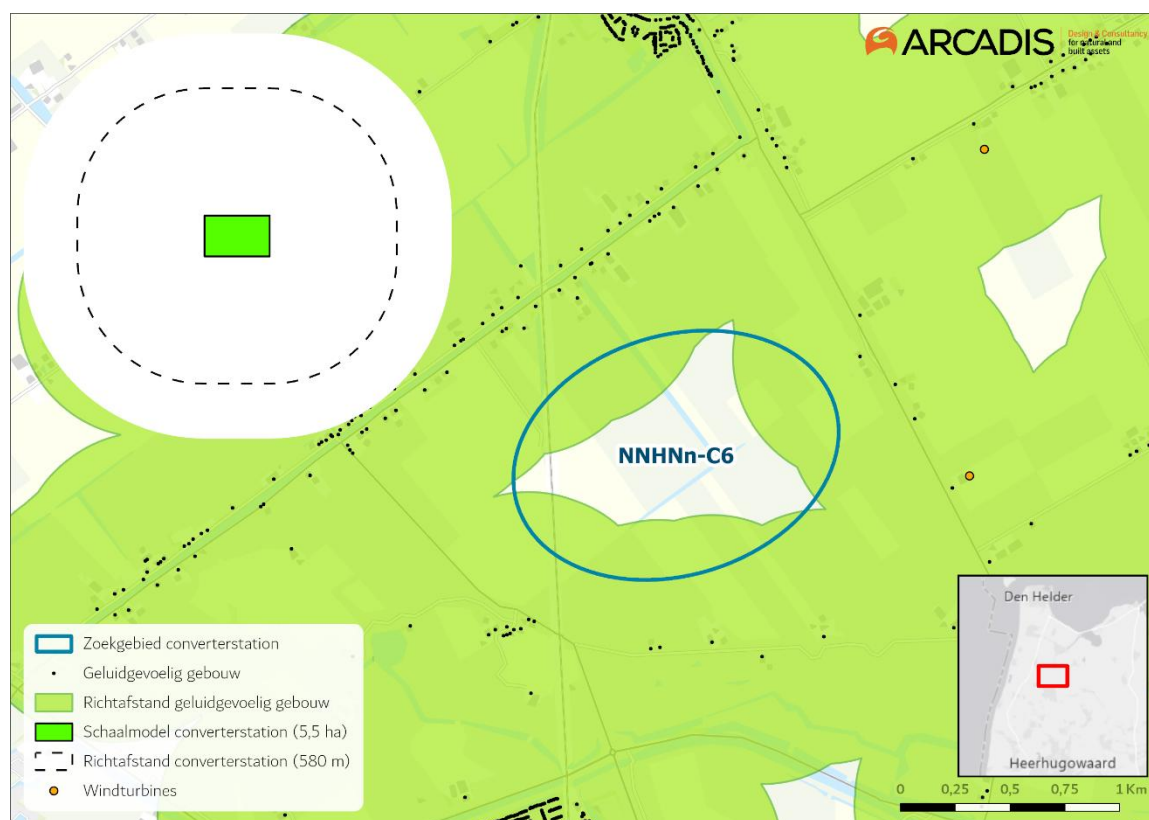 ARCADIS
Design & Consultancy
for natural and
built assets
NNHNn-C6
Zoekgebied converterstation
Geluidgevoelig gebouw
Richtafstand geluidgevoelig gebouw
Schaalmodel converterstation (5,5 ha)
Richtafstand converterstation (580 m)
Windturbines
Den Helder
Heerhugowaard
0 0,25 0,5 0,75 1 Km